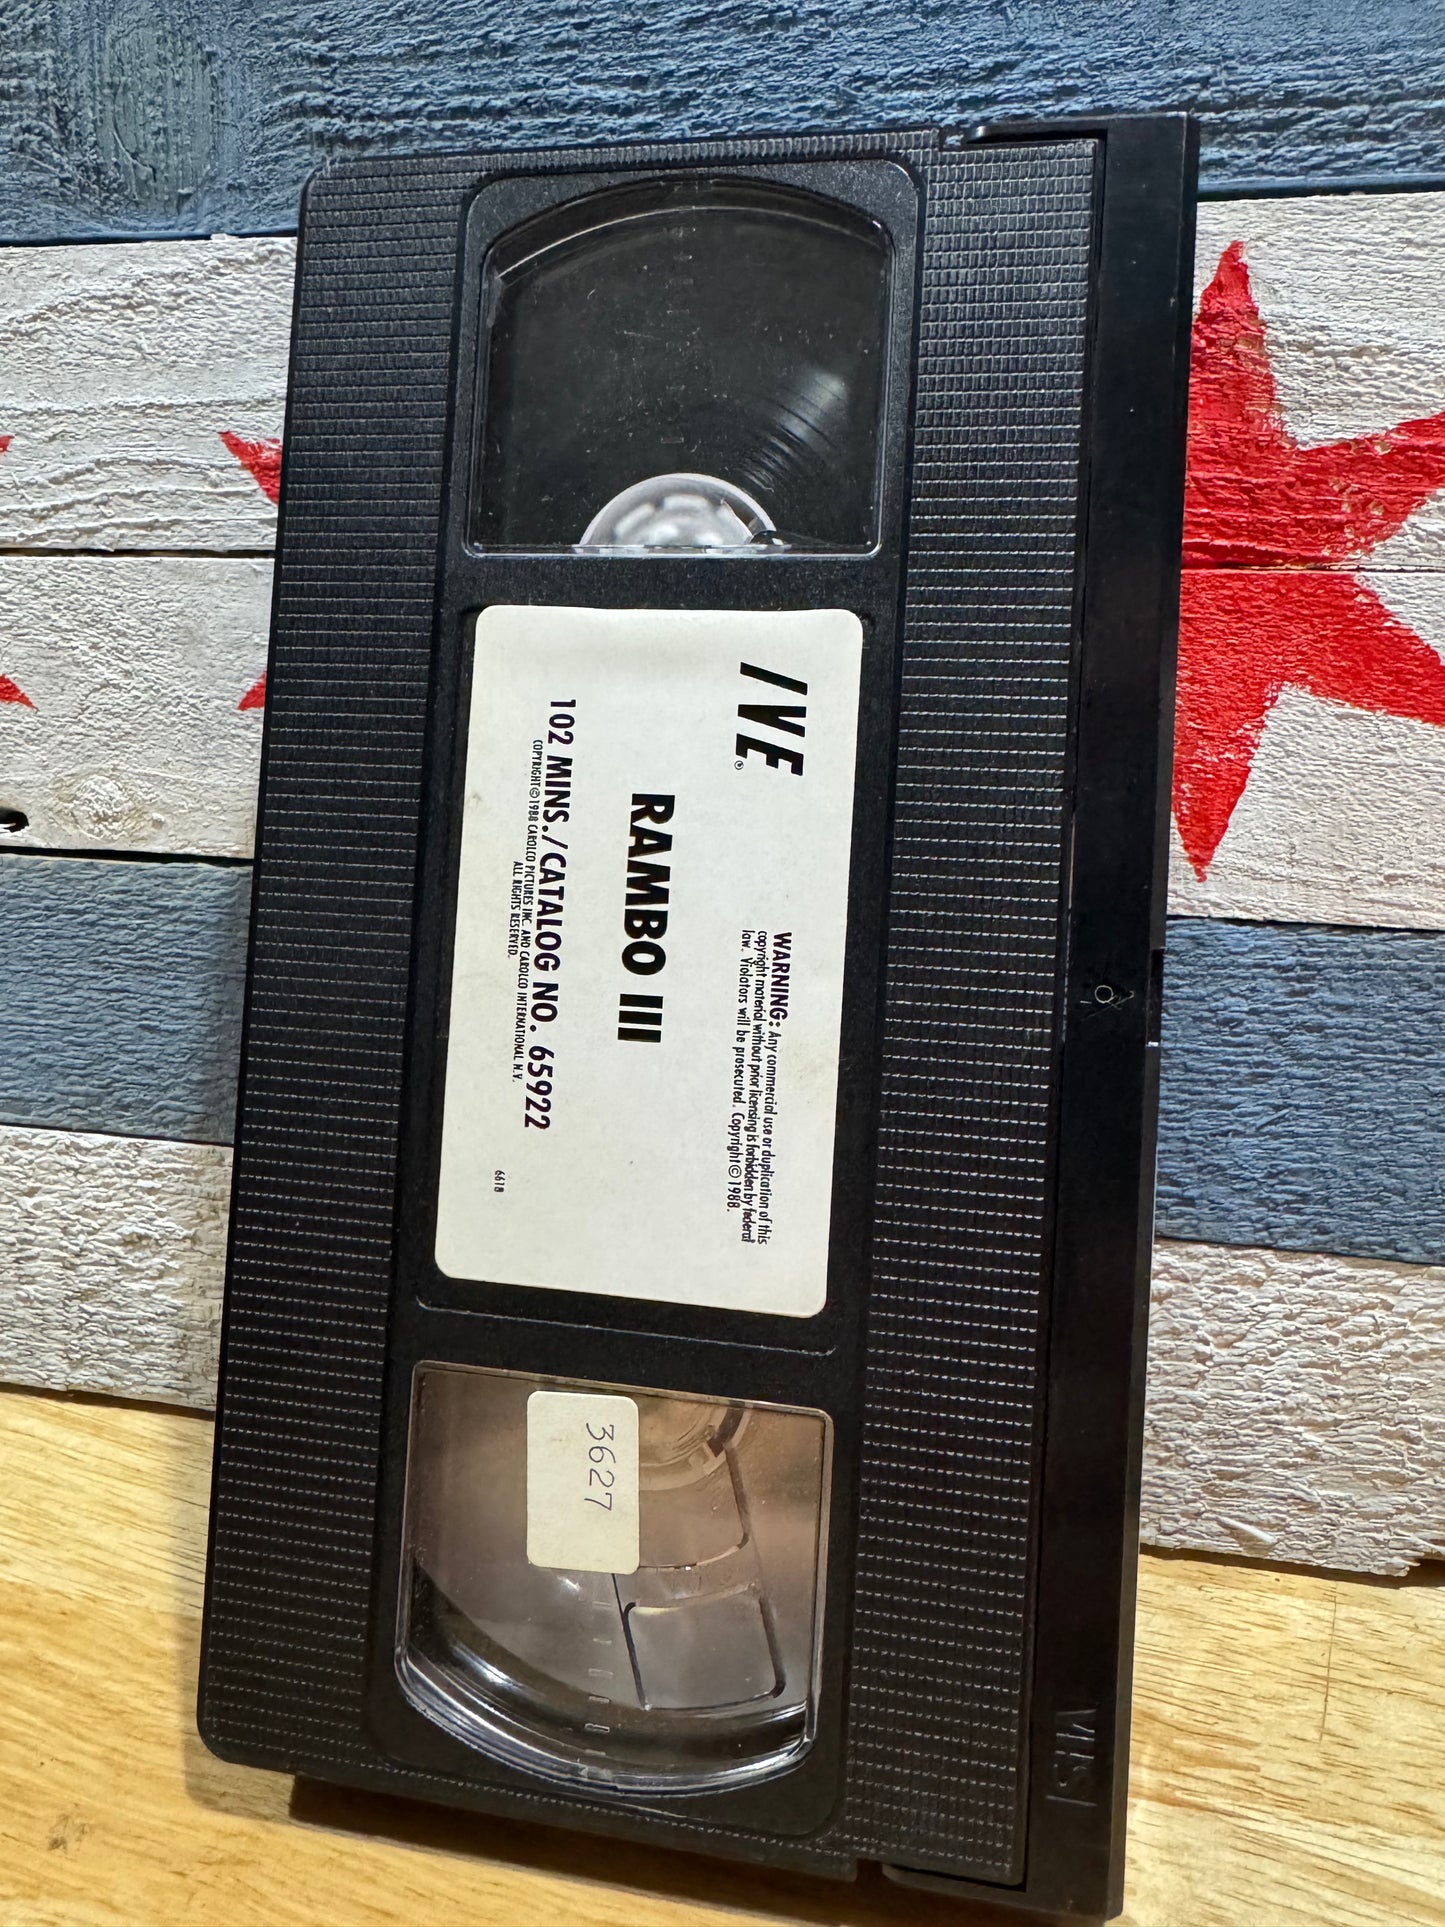 IVE®
WARNING: Any commercial use or duplication of this
copyright material without prior licensing is forbidden by federal
law. Violators will be prosecuted. Copyright © 1988.
RAMBO III
102 MINS./CATALOG NO. 65922
COPYRIGHT © 1988 CAROLCO PICTURES INC. AND CAROLCO INTERNATIONAL N.V.
ALL RIGHTS RESERVED.
6618
3627
VHS